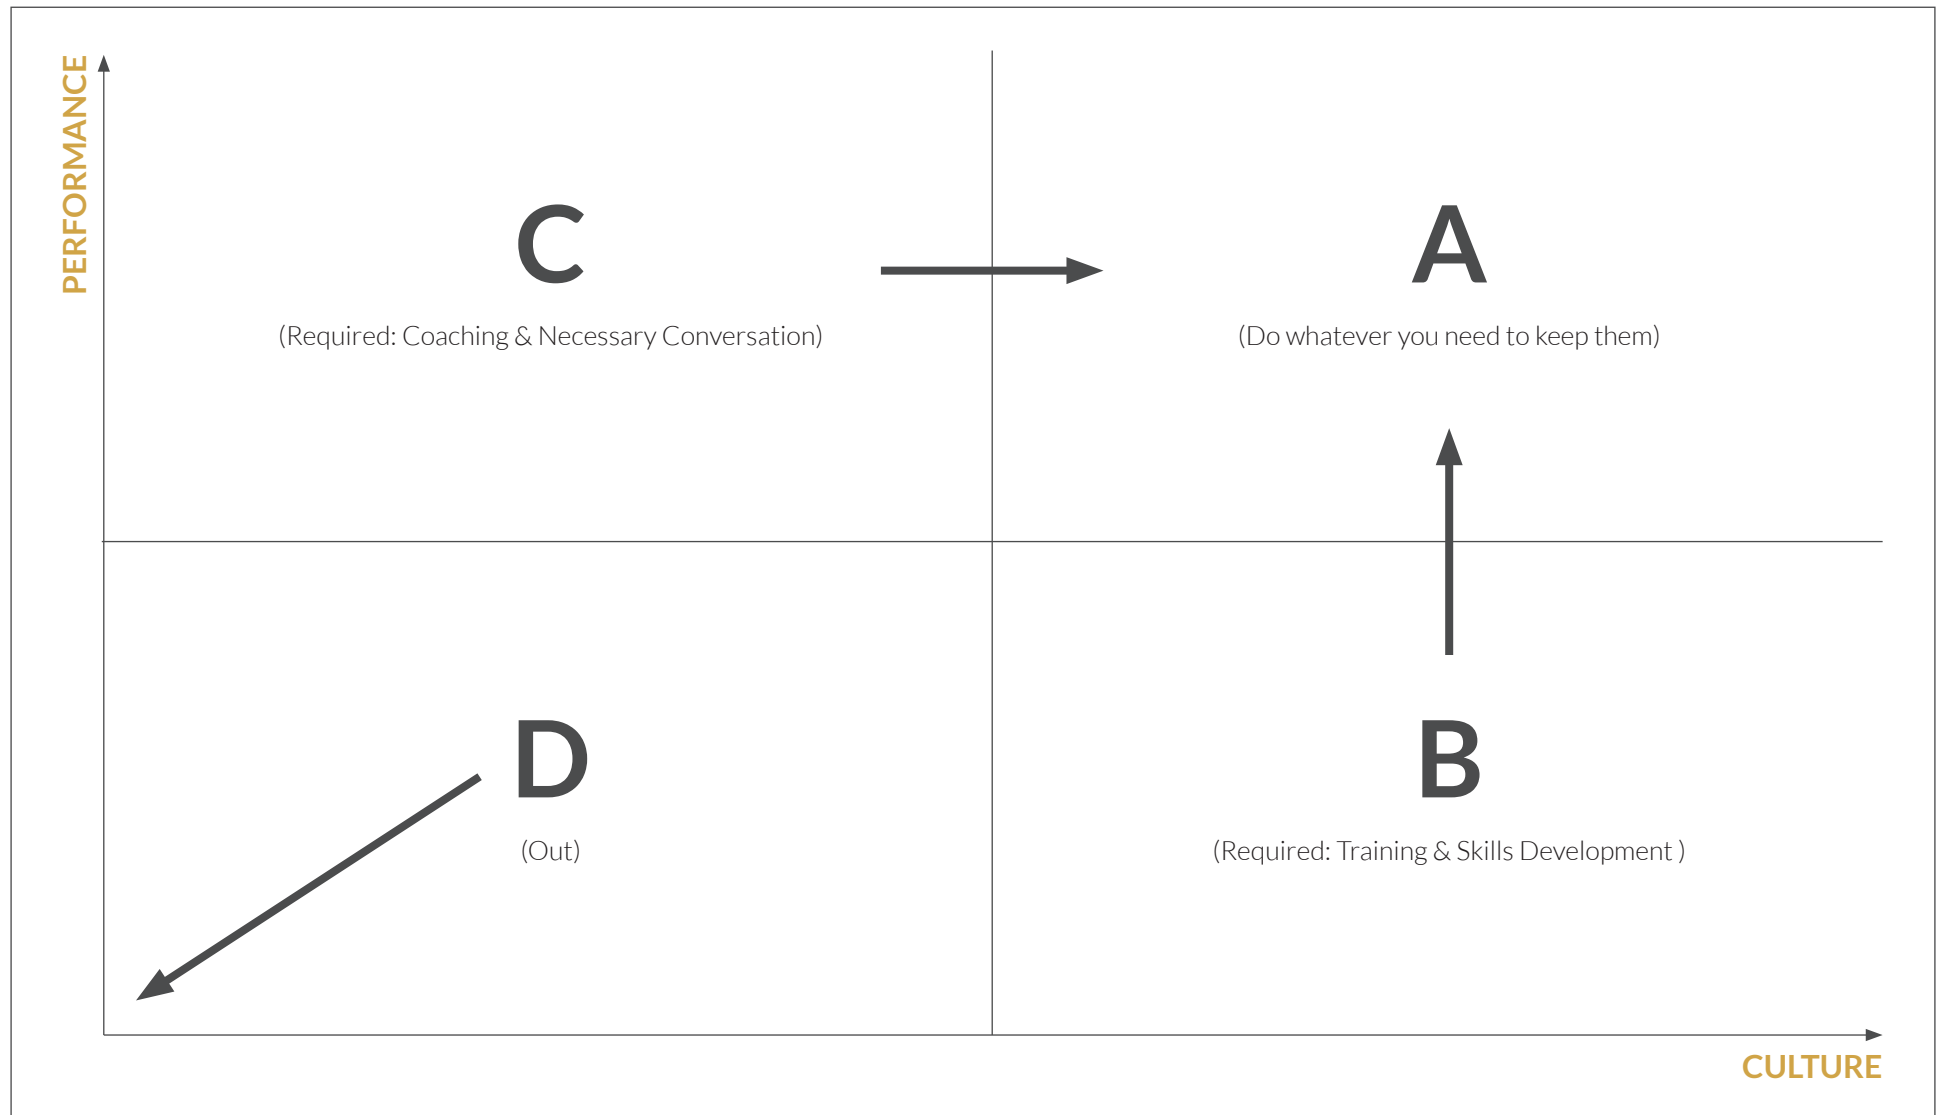 PERFORMANCE
C
(Required: Coaching & Necessary Conversation)
A
(Do whatever you need to keep them)
D
(Out)
B
(Required: Training & Skills Development )
CULTURE